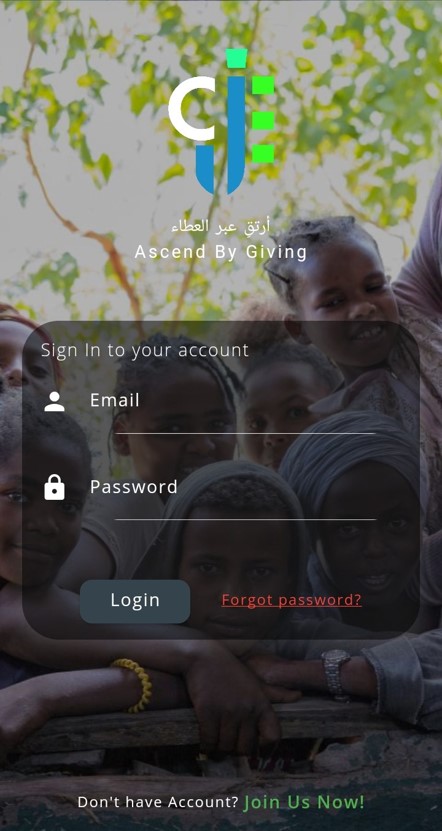 أرتقِ عبر العطاء
Ascend By Giving
Sign In to your account
Email
Password
Login Forgot password?
Don't have Account? Join Us Now!